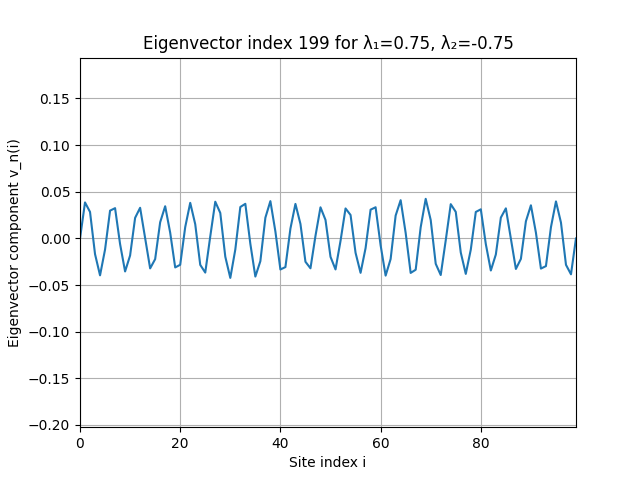 Eigenvector index 199 for λ₁=0.75, λ₂=-0.75
Eigenvector component v_n(i)
0.15
0.10
0.05
0.00
−0.05
−0.10
−0.15
−0.20
0 20 40 60 80
Site index i